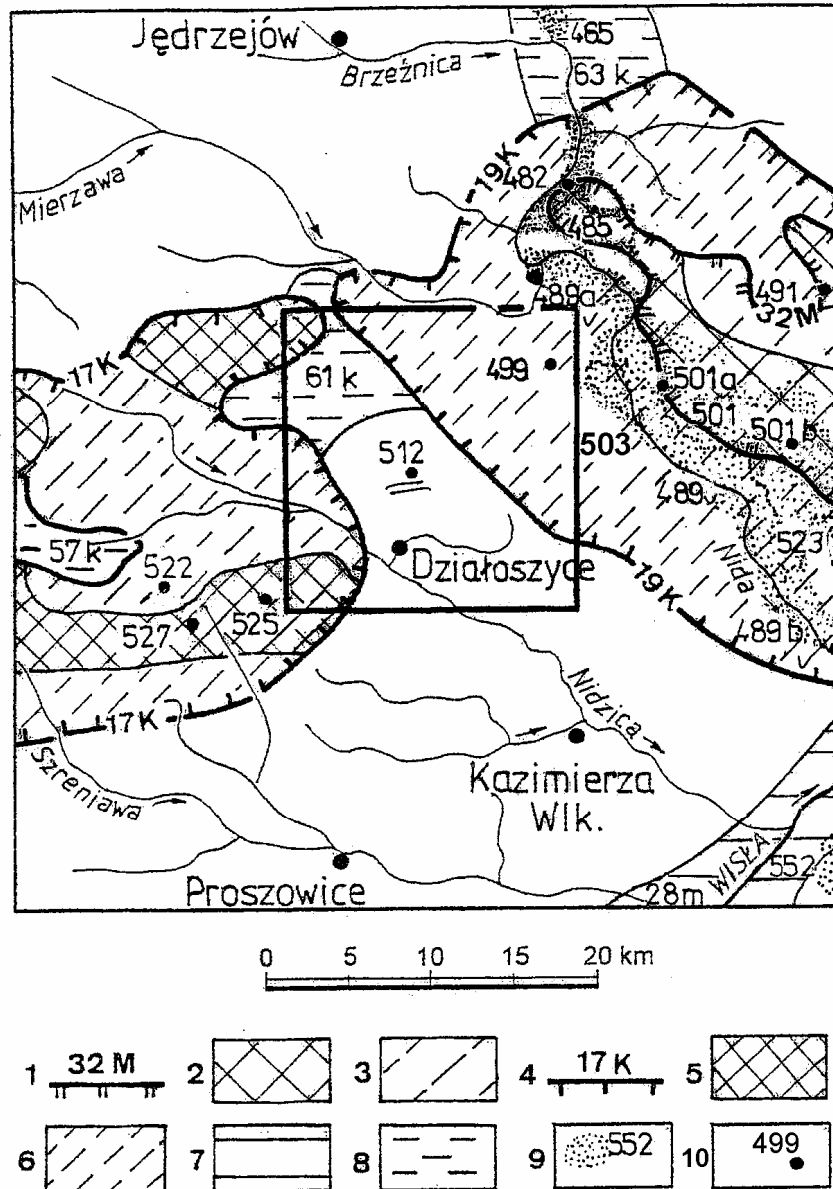 Jędrzejów
465
Brzeźnica
63 k
Mierzawa
19K
482
485
489a
491
32M
17K
61 k
499
501a
501
501b
503
512
489
57 k
522
Działoszyce
523
Nida
527
525
19K
489b
17K
Nidzica
Szreniawa
Kazimierza
Wlk.
WISŁA
552
Proszowice
28m
0 5 10 15 20 km
1 32 M 2 3 4 17 K 5
6 7 8 9 552 10 499